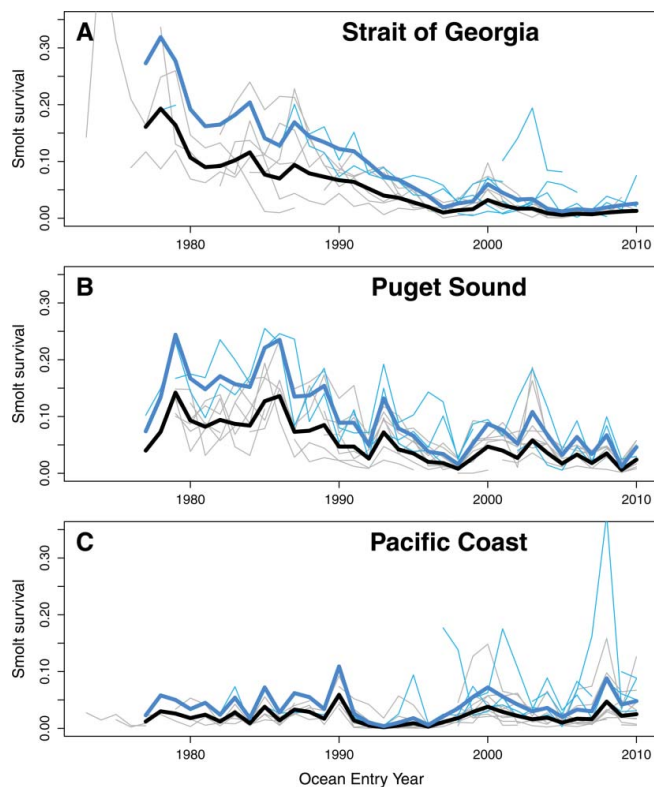 A
Strait of Georgia
Smolt survival
0.00
0.10
0.20
0.30
1980
1990
2000
2010
B
Puget Sound
Smolt survival
0.00
0.10
0.20
0.30
1980
1990
2000
2010
C
Pacific Coast
Smolt survival
0.00
0.10
0.20
0.30
1980
1990
2000
2010
Ocean Entry Year